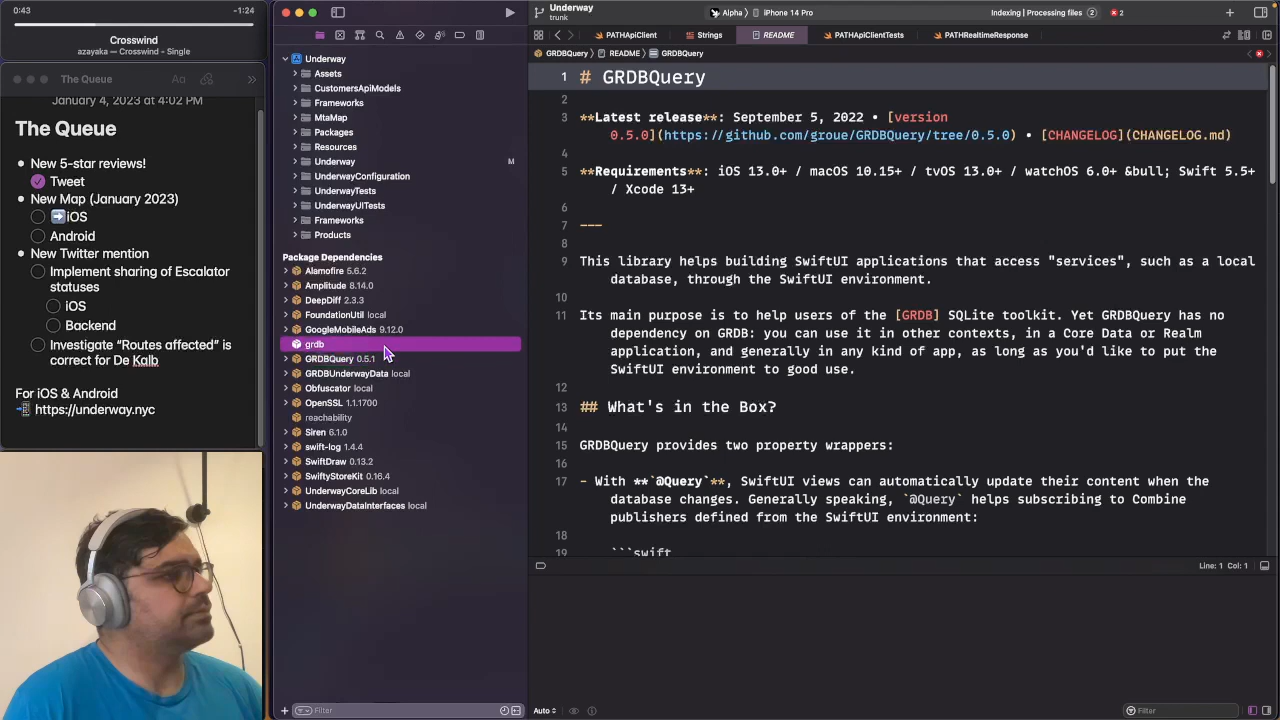 0:43
-1:24
Crosswind
azayaka — Crosswind - Single
The Queue
January 4, 2023 at 4:02 PM
The Queue
New 5-star reviews!
Tweet
New Map (January 2023)
➡️iOS
Android
New Twitter mention
Implement sharing of Escalator
statuses
iOS
Backend
Investigate “Routes affected” is
correct for De Kalb
For iOS & Android
📲 https://underway.nyc
Underway
Assets
CustomersApiModels
Frameworks
MtaMap
Packages
Resources
Underway
M
UnderwayConfiguration
UnderwayTests
UnderwayUITests
Frameworks
Products
Package Dependencies
Alamofire 5.6.2
Amplitude 8.14.0
DeepDiff 2.3.3
FoundationUtil local
GoogleMobileAds 9.12.0
grdb
GRDBQuery 0.5.1
GRDBUnderwayData local
Obfuscator local
OpenSSL 1.1.1700
reachability
Siren 6.1.0
swift-log 1.4.4
SwiftDraw 0.13.2
SwiftyStoreKit 0.16.4
UnderwayCoreLib local
UnderwayDataInterfaces local
Filter
Underway
trunk
Alpha 〉 iPhone 14 Pro
Indexing | Processing files 2
2
PATHApiClient
Strings
README
PATHApiClientTests
PATHRealtimeResponse
GRDBQuery 〉 README 〉 GRDBQuery
1 # GRDBQuery
2
3 **Latest release**: September 5, 2022 • [version
0.5.0](https://github.com/groue/GRDBQuery/tree/0.5.0) • [CHANGELOG](CHANGELOG.md)
4
5 **Requirements**: iOS 13.0+ / macOS 10.15+ / tvOS 13.0+ / watchOS 6.0+ &bull; Swift 5.5+
/ Xcode 13+
6
7 ---
8
9 This library helps building SwiftUI applications that access "services", such as a local
database, through the SwiftUI environment.
10
11 Its main purpose is to help users of the [GRDB] SQLite toolkit. Yet GRDBQuery has no
dependency on GRDB: you can use it in other contexts, in a Core Data or Realm
application, and generally in any kind of app, as long as you'd like to put the
SwiftUI environment to good use.
12
13 ## What's in the Box?
14
15 GRDBQuery provides two property wrappers:
16
17 - With **`@Query`**, SwiftUI views can automatically update their content when the
database changes. Generally speaking, `@Query` helps subscribing to Combine
publishers defined from the SwiftUI environment:
18
19 ```swift
Line: 1 Col: 1
Auto
Filter